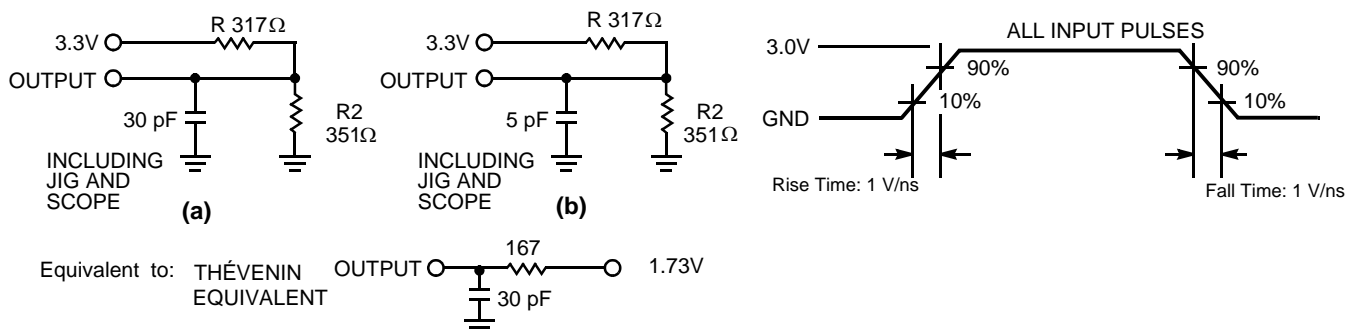 R 317Ω
3.3V
OUTPUT
30 pF
R2
351Ω
INCLUDING
JIG AND
SCOPE
(a)
R 317Ω
3.3V
OUTPUT
5 pF
R2
351Ω
INCLUDING
JIG AND
SCOPE
(b)
ALL INPUT PULSES
3.0V
90%
10%
GND
90%
10%
Rise Time: 1 V/ns
Fall Time: 1 V/ns
Equivalent to:
THÉVENIN
EQUIVALENT
OUTPUT
167
1.73V
30 pF